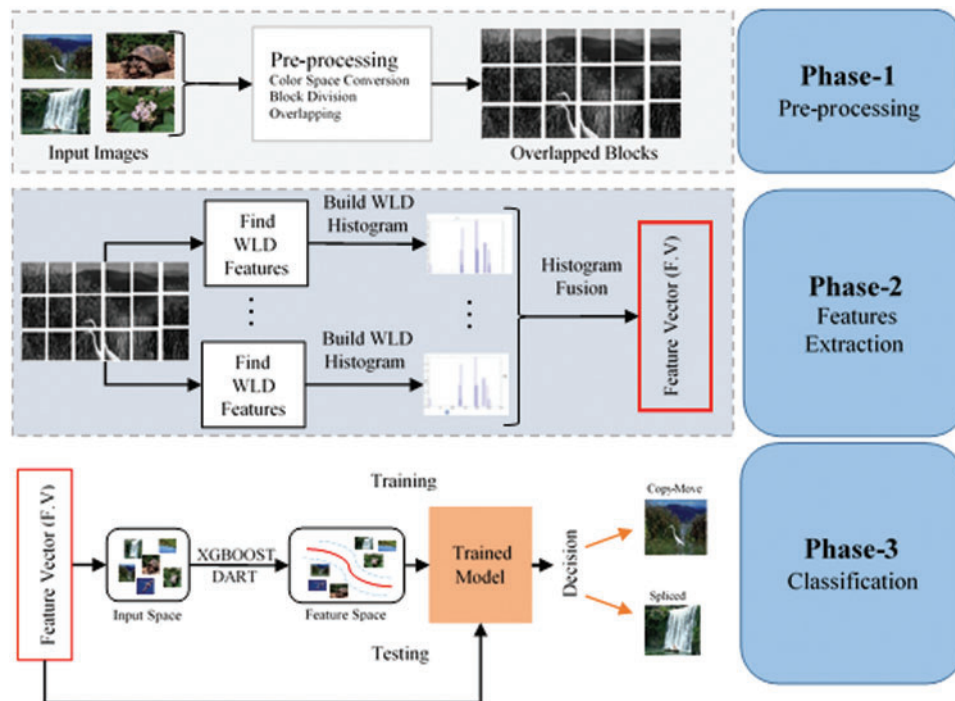 Pre-processing
Color Space Conversion
Block Division
Overlapping
Input Images
Overlapped Blocks
Phase-1
Pre-processing
Find
WLD
Features
Build WLD
Histogram
Find
WLD
Features
Build WLD
Histogram
Histogram
Fusion
Feature Vector (F.V)
Phase-2
Features
Extraction
Feature Vector (F.V)
Input Space
XGBOOST
DART
Feature Space
Training
Trained
Model
Testing
Decision
Copy-Move
Spliced
Phase-3
Classification